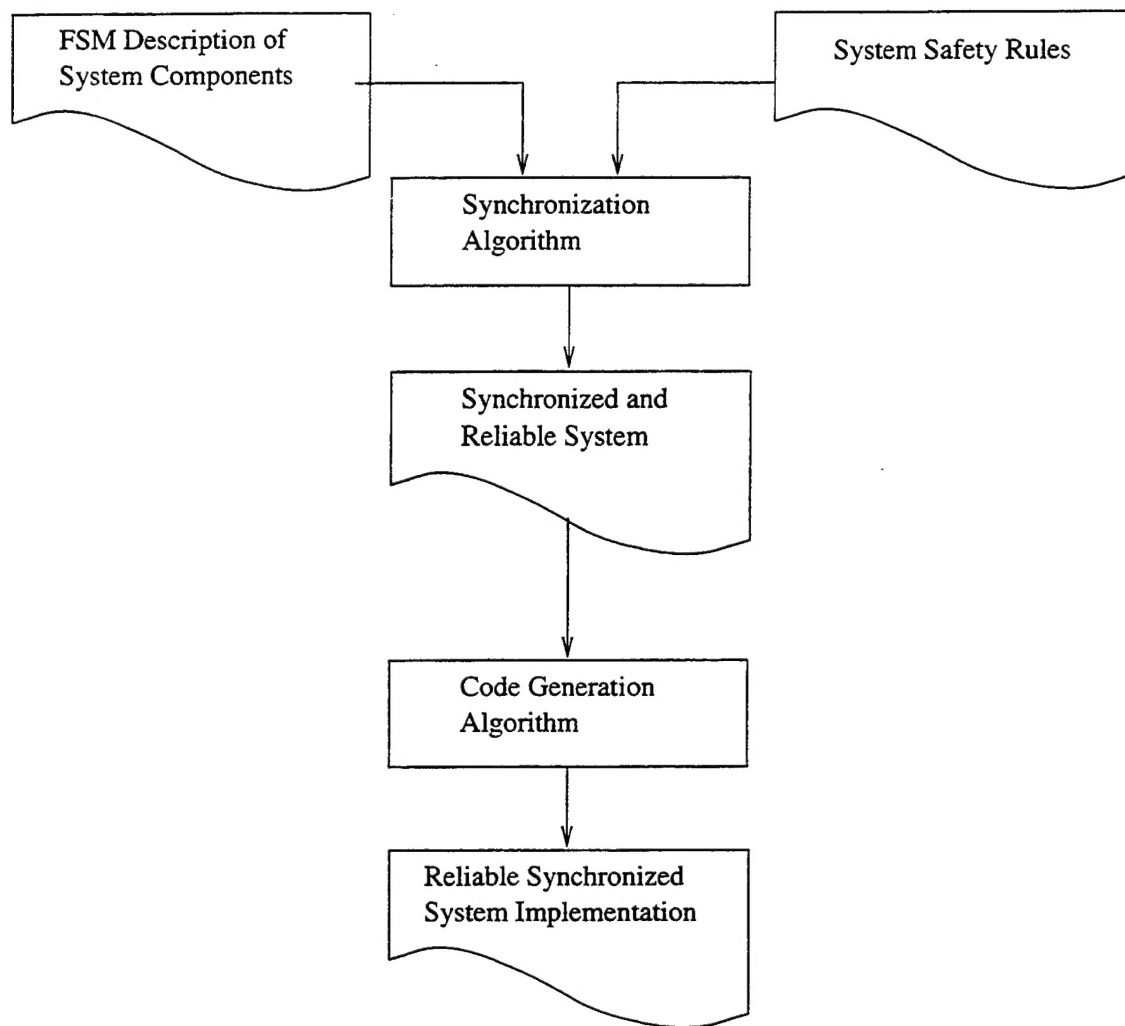 FSM Description of
System Components
System Safety Rules
Synchronization
Algorithm
Synchronized and
Reliable System
Code Generation
Algorithm
Reliable Synchronized
System Implementation